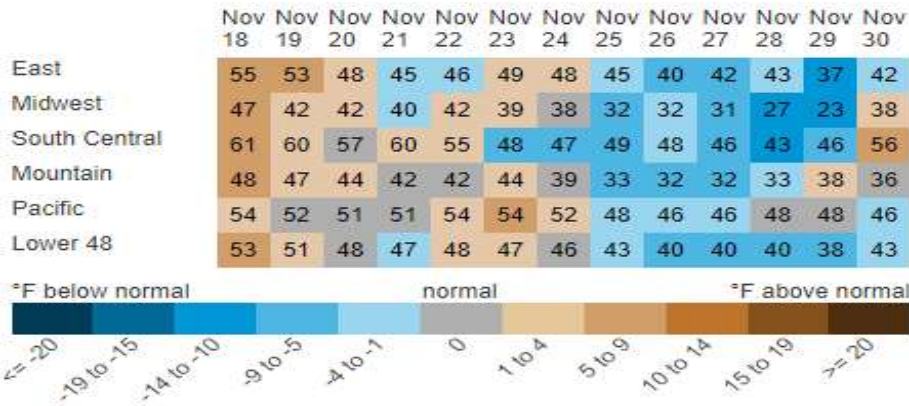 Nov Nov Nov Nov Nov Nov Nov Nov Nov Nov Nov Nov Nov
18 19 20 21 22 23 24 25 26 27 28 29 30
East 55 53 48 45 46 49 48 45 40 42 43 37 42
Midwest 47 42 42 40 42 39 38 32 32 31 27 23 38
South Central 61 60 57 60 55 48 47 49 48 46 43 46 56
Mountain 48 47 44 42 42 44 39 33 32 32 33 38 36
Pacific 54 52 51 51 54 54 52 48 46 46 48 48 46
Lower 48 53 51 48 47 48 47 46 43 40 40 40 38 43
°F below normal normal °F above normal
<= -20 -19 to -15 -14 to -10 -9 to -5 -4 to -1 0 1 to 4 5 to 9 10 to 14 15 to 19 >= 20